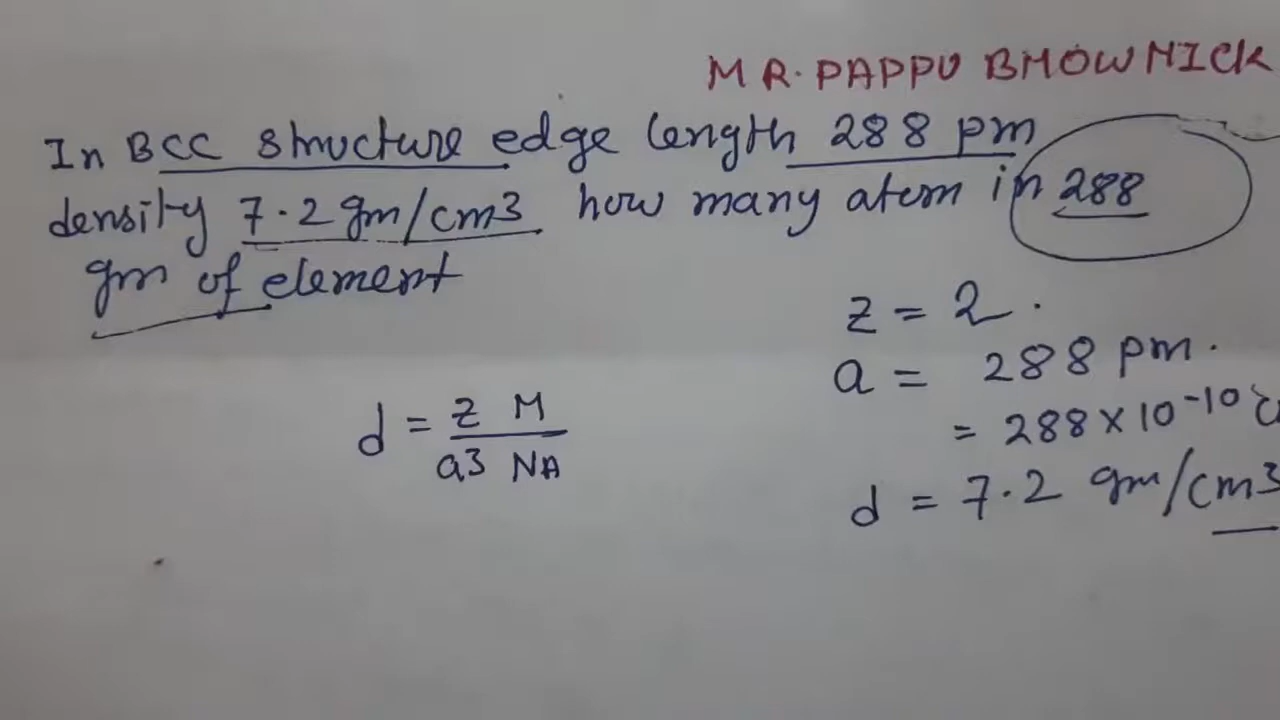 MR. PAPPU BHOWMICK
In BCC structure edge length 288 pm
density 7.2 gm/cm3 how many atom in 288
gm of element
z = 2.
a = 288 pm.
= 288 × 10-10 c
d = z M
a3 NA
d = 7.2 gm/cm3